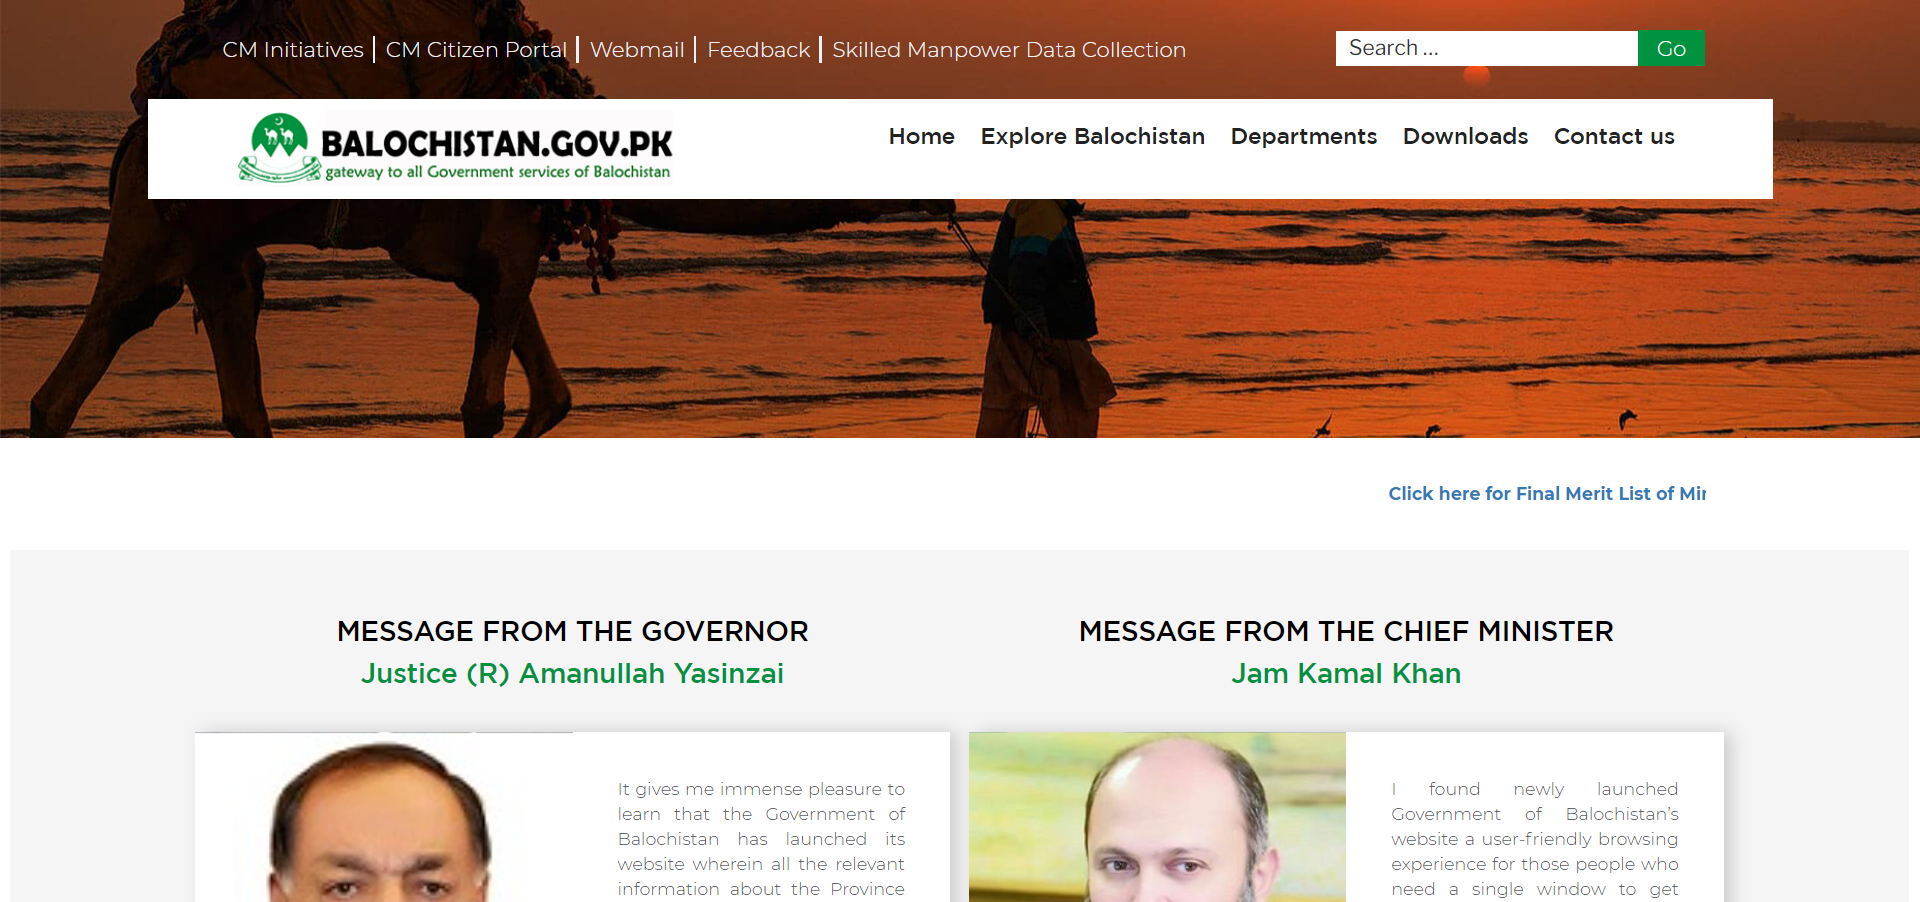 CM Initiatives
CM Citizen Portal
Webmail
Feedback
Skilled Manpower Data Collection
Search ...
Go
BALOCHISTAN.GOV.PK
gateway to all Government services of Balochistan
Home
Explore Balochistan
Departments
Downloads
Contact us
Click here for Final Merit List of
MESSAGE FROM THE GOVERNOR
Justice (R) Amanullah Yasinzai
It gives me immense pleasure to
learn that the Government of
Balochistan has launched its
website wherein all the relevant
information about the Province
MESSAGE FROM THE CHIEF MINISTER
Jam Kamal Khan
I found newly launched
Government of Balochistan’s
website a user-friendly browsing
experience for those people who
need a single window to get